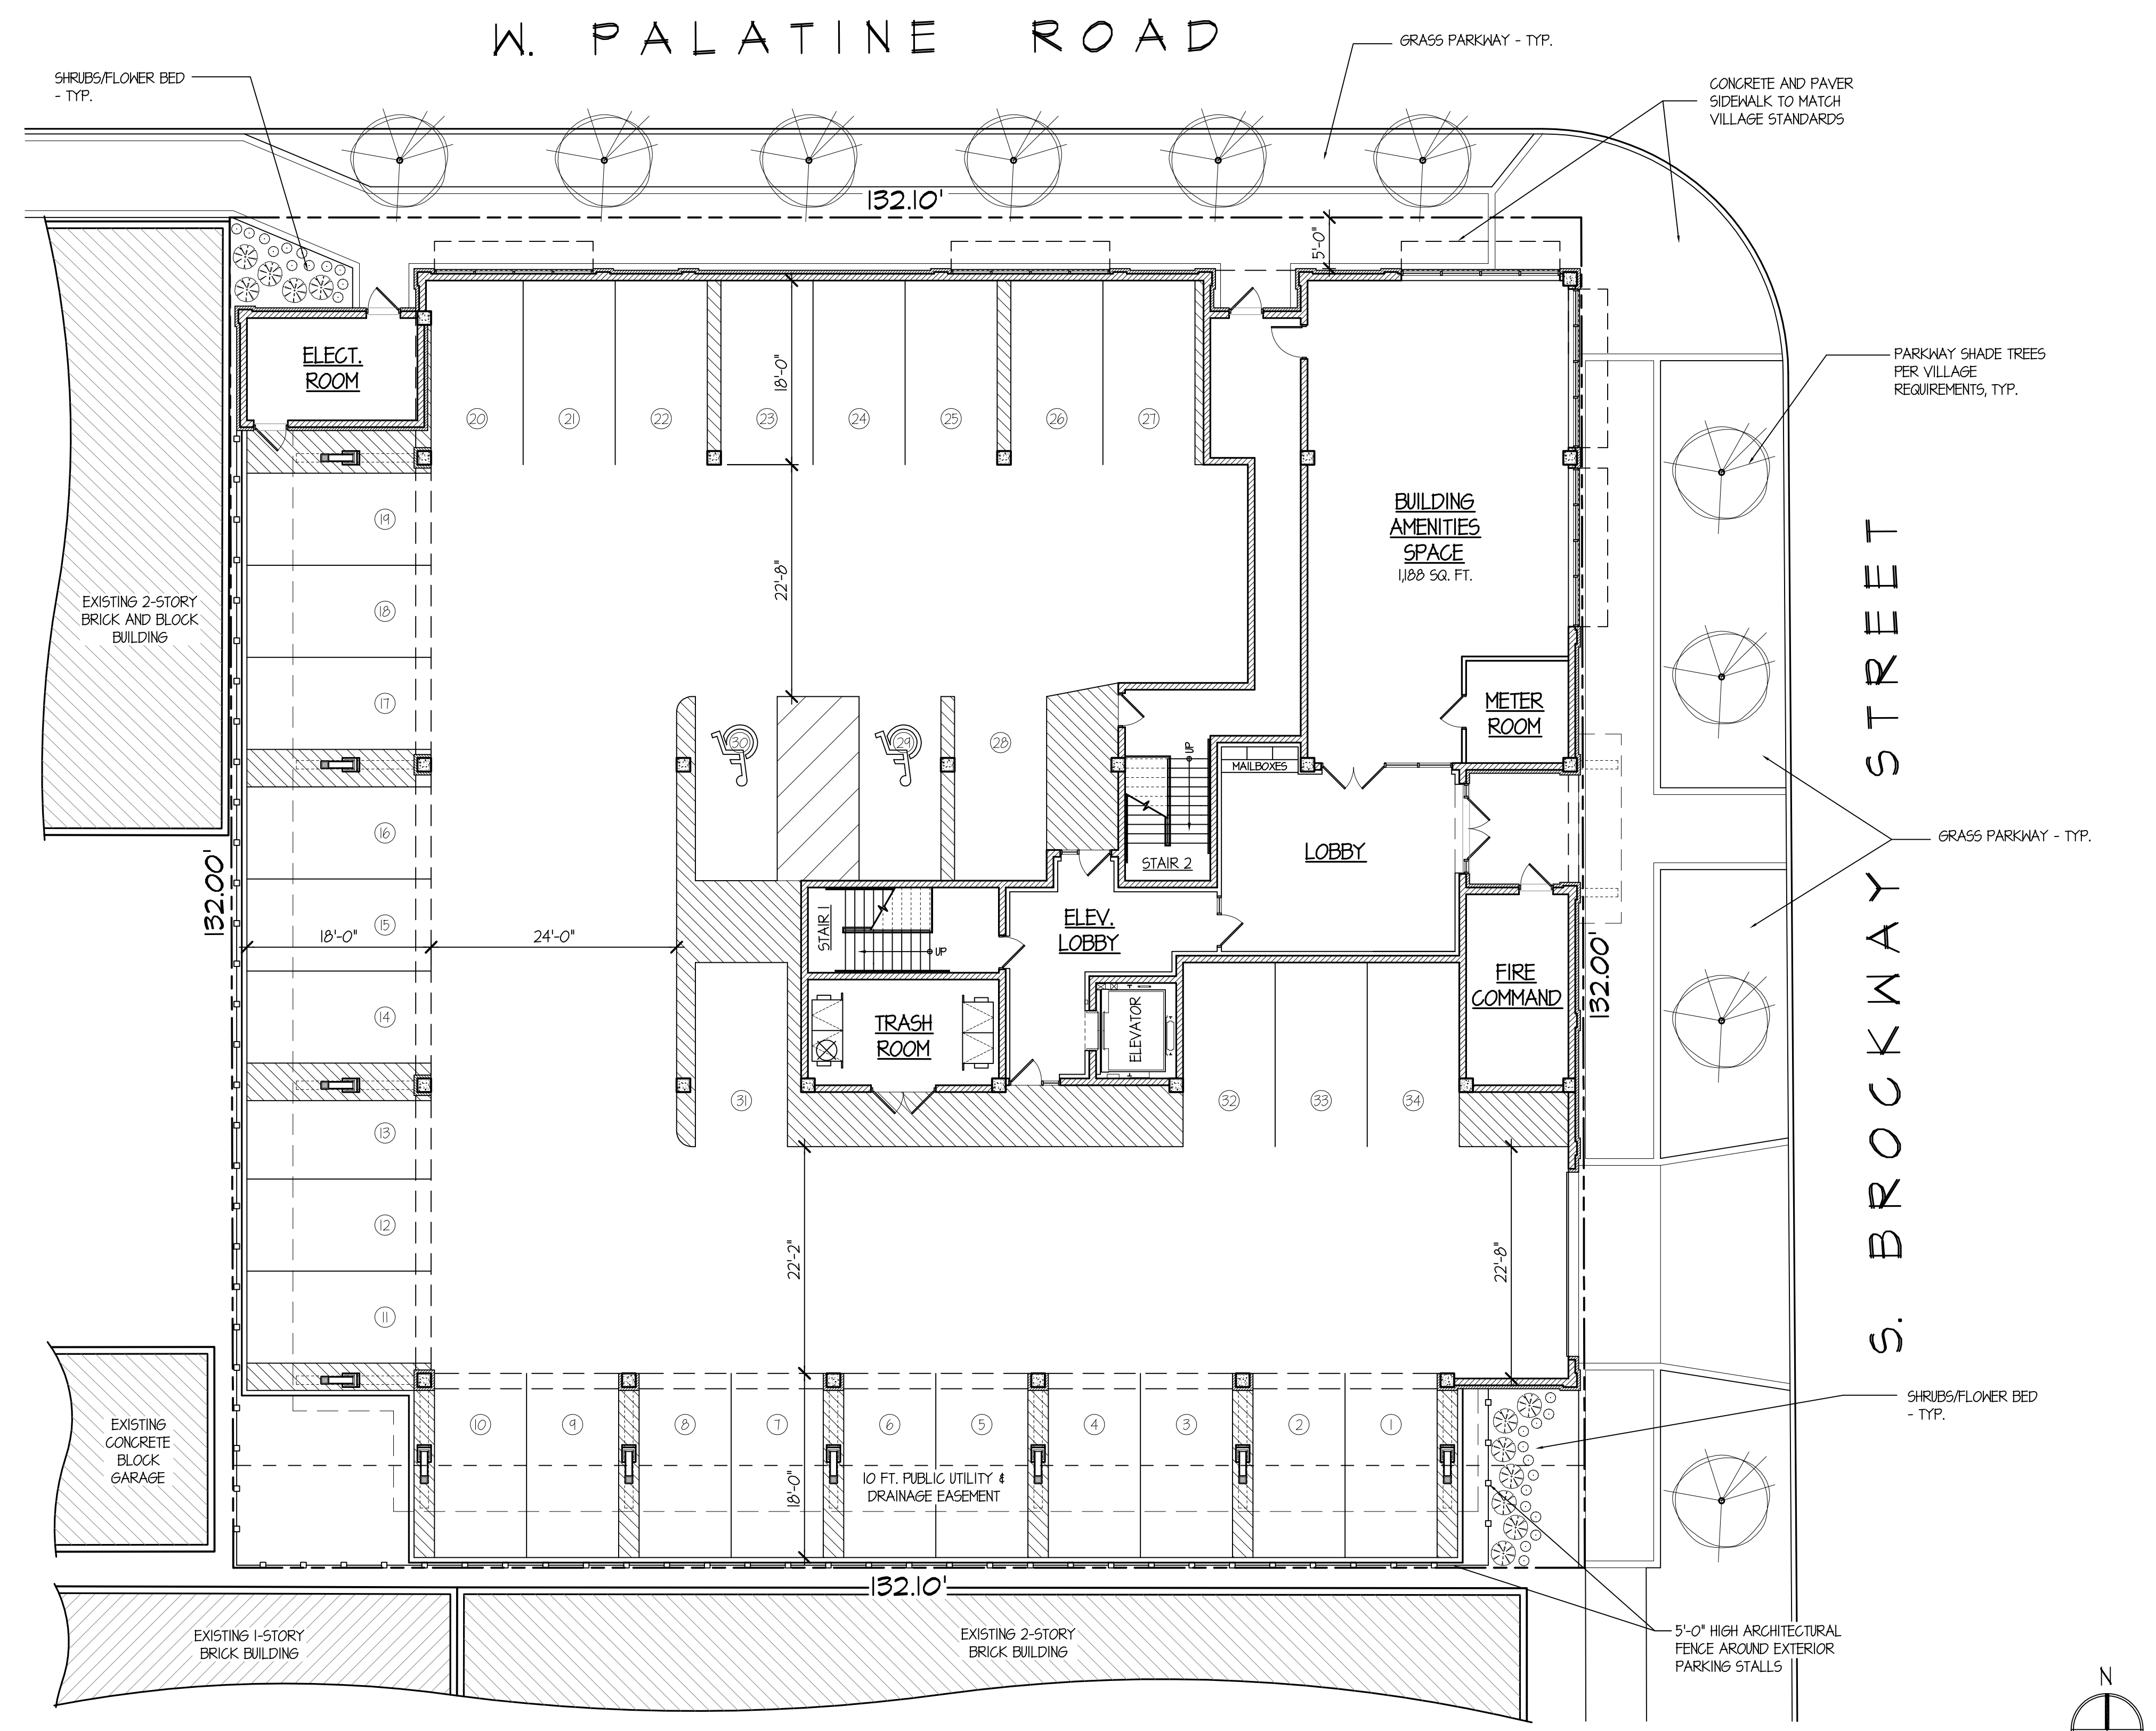 W. PALATINE ROAD
GRASS PARKWAY - TYP.
SHRUBS/FLOWER BED
- TYP.
CONCRETE AND PAVER
SIDEWALK TO MATCH
VILLAGE STANDARDS
132.10'
5'-0"
ELECT.
ROOM
18'-0"
PARKWAY SHADE TREES
PER VILLAGE
REQUIREMENTS, TYP.
20
21
22
23
24
25
26
27
BUILDING
AMENITIES
SPACE
1,188 SQ. FT.
19
18
17
22'-8"
EXISTING 2-STORY
BRICK AND BLOCK
BUILDING
METER
ROOM
30
29
28
UP
MAILBOXES
S. BROCKWAY STREET
GRASS PARKWAY - TYP.
16
15
14
LOBBY
STAIR 2
132.00'
18'-0"
24'-0"
STAIR 1
UP
ELEV.
LOBBY
132.00'
FIRE
COMMAND
TRASH
ROOM
ELEVATOR
31
32
33
34
13
12
11
22'-2"
22'-8"
EXISTING
CONCRETE
BLOCK
GARAGE
10
9
8
7
6
5
4
3
2
1
SHRUBS/FLOWER BED
- TYP.
18'-0"
10 FT. PUBLIC UTILITY &
DRAINAGE EASEMENT
132.10'
EXISTING 1-STORY
BRICK BUILDING
EXISTING 2-STORY
BRICK BUILDING
5'-0" HIGH ARCHITECTURAL
FENCE AROUND EXTERIOR
PARKING STALLS
N